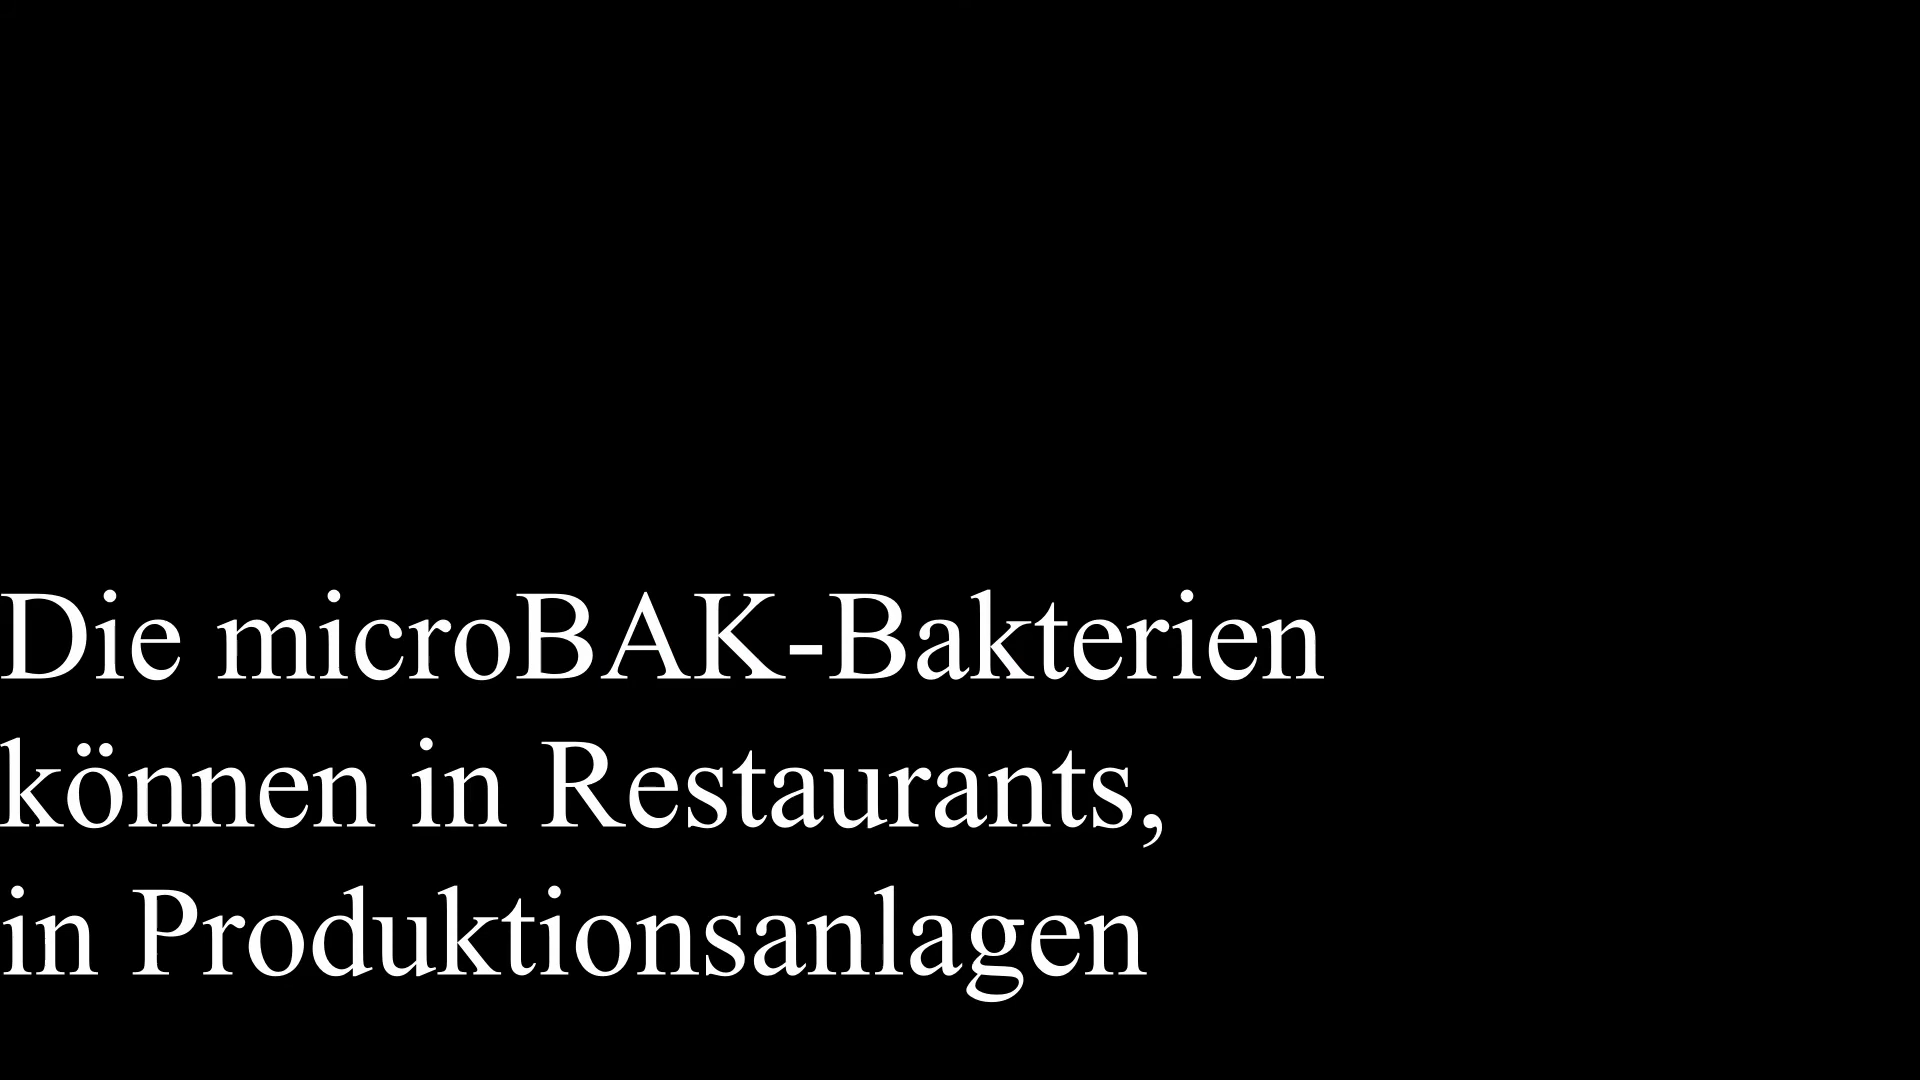 Die microBAK-Bakterien
können in Restaurants,
in Produktionsanlagen